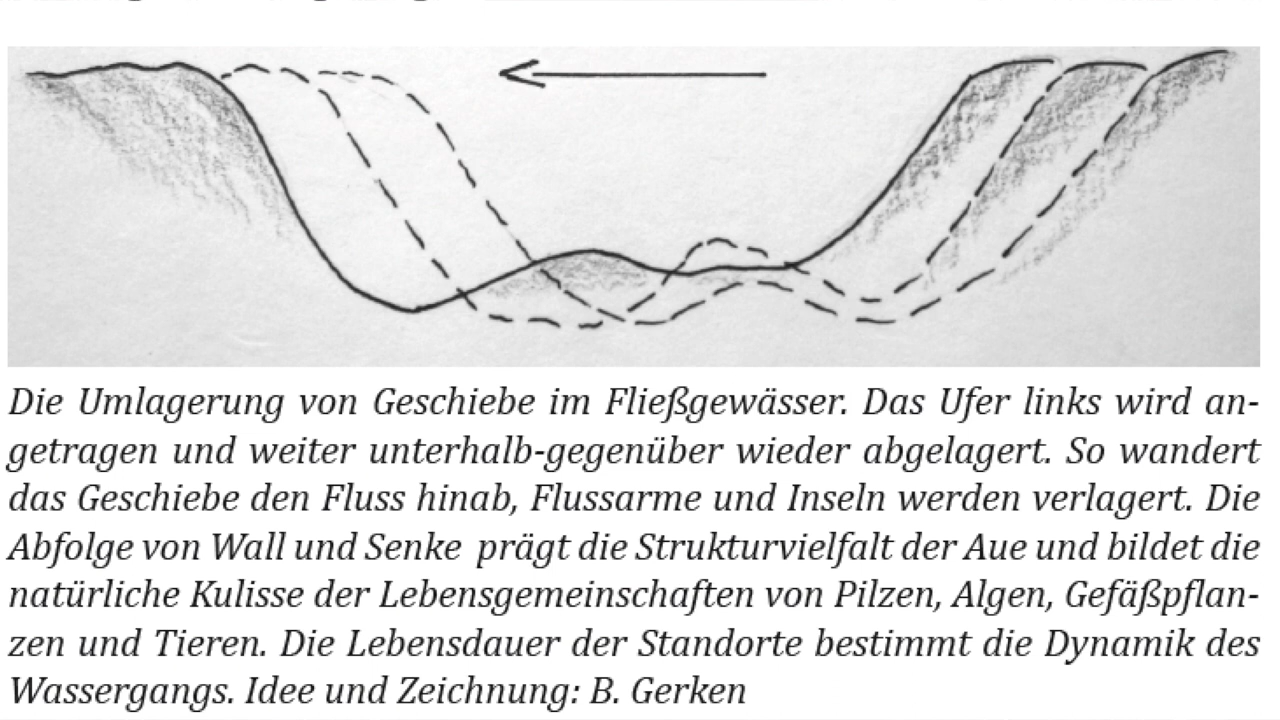 Die Umlagerung von Geschiebe im Fließgewässer. Das Ufer links wird an-
getragen und weiter unterhalb-gegenüber wieder abgelagert. So wandert
das Geschiebe den Fluss hinab, Flussarme und Inseln werden verlagert. Die
Abfolge von Wall und Senke prägt die Strukturvielfalt der Aue und bildet die
natürliche Kulisse der Lebensgemeinschaften von Pilzen, Algen, Gefäßpflan-
zen und Tieren. Die Lebensdauer der Standorte bestimmt die Dynamik des
Wassergangs. Idee und Zeichnung: B. Gerken